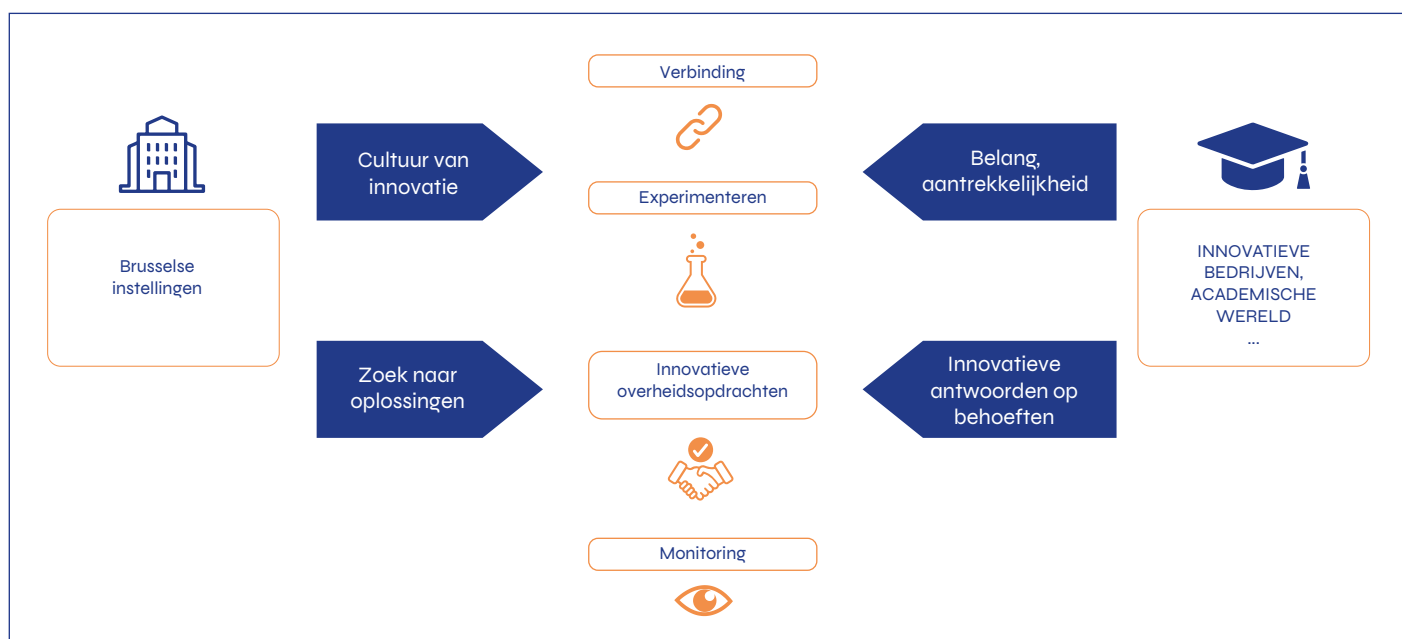 Brusselse
instellingen
Cultuur van
innovatie
Zoek naar
oplossingen
Verbinding
Experimenteren
Innovatieve
overheidsopdrachten
Monitoring
Belang,
aantrekkelijkheid
Innovatieve
antwoorden op
behoeften
INNOVATIEVE
BEDRIJVEN,
ACADEMISCHE
WERELD
...